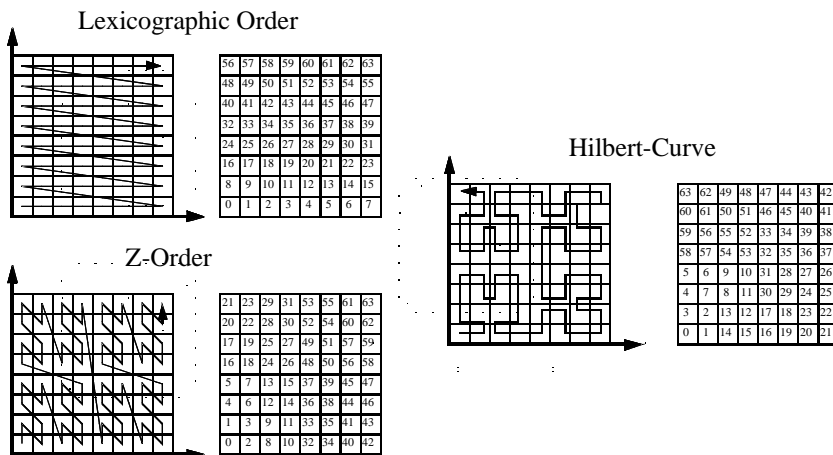 Lexicographic Order
56 57 58 59 60 61 62 63
48 49 50 51 52 53 54 55
40 41 42 43 44 45 46 47
32 33 34 35 36 37 38 39
24 25 26 27 28 29 30 31
16 17 18 19 20 21 22 23
8 9 10 11 12 13 14 15
0 1 2 3 4 5 6 7
Z-Order
21 23 29 31 53 55 61 63
20 22 28 30 52 54 60 62
17 19 25 27 49 51 57 59
16 18 24 26 48 50 56 58
5 7 13 15 37 39 45 47
4 6 12 14 36 38 44 46
1 3 9 11 33 35 41 43
0 2 8 10 32 34 40 42
Hilbert-Curve
63 62 49 48 47 44 43 42
60 61 50 51 46 45 40 41
59 56 55 52 33 34 39 38
58 57 54 53 32 35 36 37
5 6 9 10 31 28 27 26
4 7 8 11 30 29 24 25
3 2 13 12 17 18 23 22
0 1 14 15 16 19 20 21